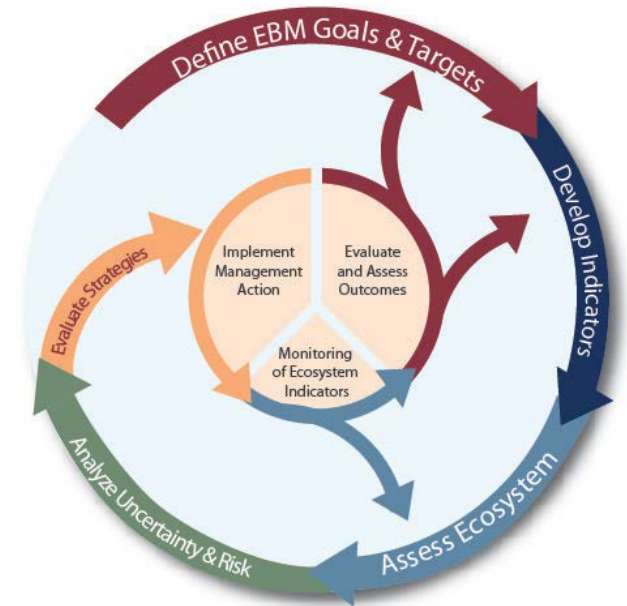 Define EBM Goals & Targets
Develop Indicators
Assess Ecosystem
Analyze Uncertainty & Risk
Evaluate Strategies
Implement
Management
Action
Evaluate
and Assess
Outcomes
Monitoring
of Ecosystem
Indicators